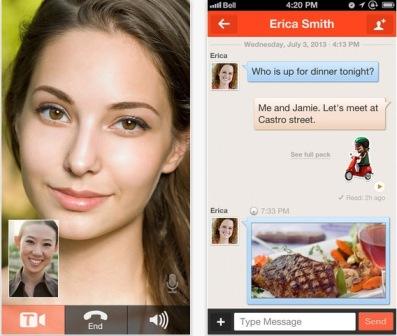 T
End
Bell
4:20 PM
Erica Smith
Wednesday, July 3, 2013 · 4:13 PM
Erica
Who is up for dinner tonight?
Me and Jamie. Let's meet at
Castro street.
See full pack
✓ Read: 2h ago
Erica
7:33 PM
+
Type Message
Send